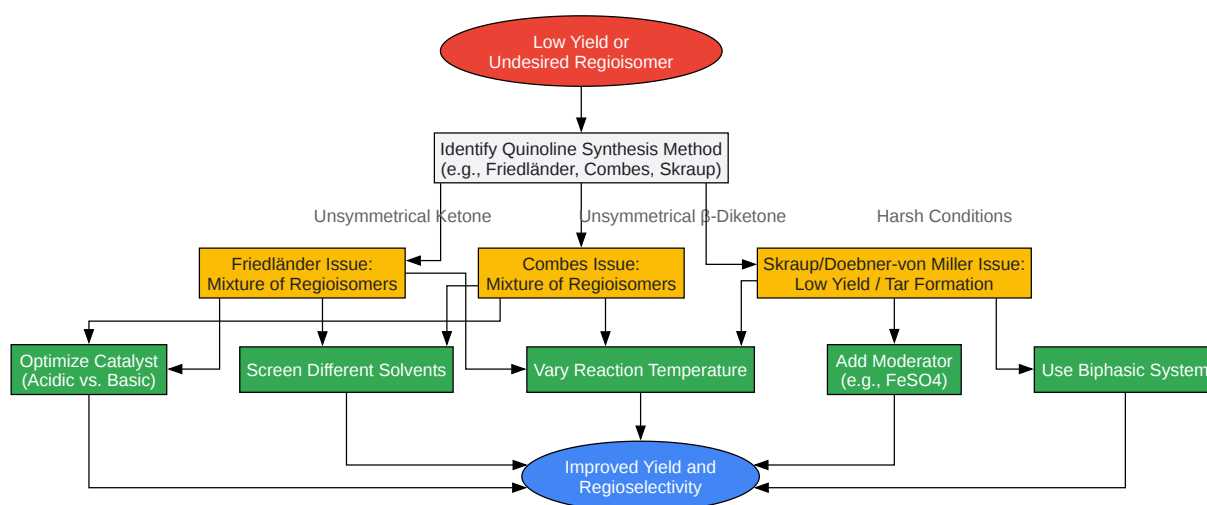 Low Yield or
Undesired Regioisomer
Identify Quinoline Synthesis Method
(e.g., Friedländer, Combes, Skraup)
Unsymmetrical Ketone
Unsymmetrical β-Diketone
Harsh Conditions
Friedländer Issue:
Mixture of Regioisomers
Combes Issue:
Mixture of Regioisomers
Skraup/Doebner-von Miller Issue:
Low Yield / Tar Formation
Optimize Catalyst
(Acidic vs. Basic)
Screen Different Solvents
Vary Reaction Temperature
Add Moderator
(e.g., FeSO4)
Use Biphasic System
Improved Yield and
Regioselectivity